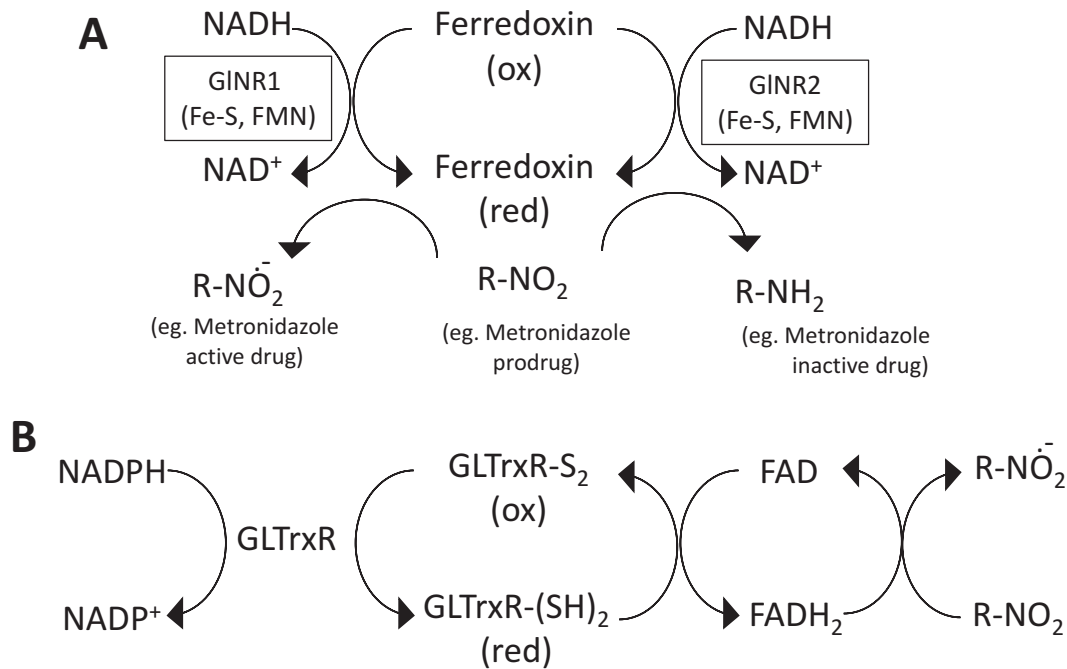 A
NADH
Ferredoxin
(ox)
NADH
GlNR1
(Fe-S, FMN)
GlNR2
(Fe-S, FMN)
NAD⁺
Ferredoxin
(red)
NAD⁺
R-NȮ₂⁻
(eg. Metronidazole
active drug)
R-NO₂
(eg. Metronidazole
prodrug)
R-NH₂
(eg. Metronidazole
inactive drug)
B
NADPH
GLTrxR-S₂
(ox)
FAD
R-NȮ₂⁻
GLTrxR
NADP⁺
GLTrxR-(SH)₂
(red)
FADH₂
R-NO₂